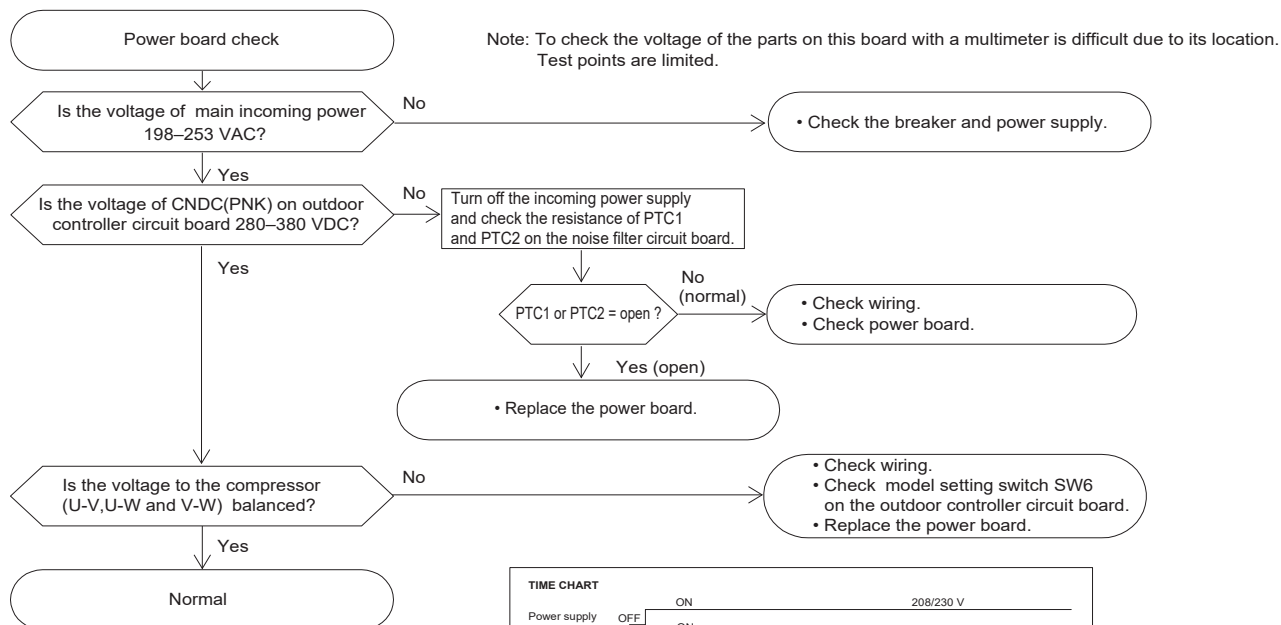 Power board check
Note: To check the voltage of the parts on this board with a multimeter is difficult due to its location.
Test points are limited.
Is the voltage of main incoming power
198–253 VAC?
No
• Check the breaker and power supply.
Yes
Is the voltage of CNDC(PNK) on outdoor
controller circuit board 280–380 VDC?
No
Turn off the incoming power supply
and check the resistance of PTC1
and PTC2 on the noise filter circuit board.
Yes
PTC1 or PTC2 = open ?
No
(normal)
• Check wiring.
• Check power board.
Yes (open)
• Replace the power board.
Is the voltage to the compressor
(U-V,U-W and V-W) balanced?
No
• Check wiring.
• Check model setting switch SW6
on the outdoor controller circuit board.
• Replace the power board.
Yes
Normal
TIME CHART
ON
208/230 V
Power supply
OFF
ON